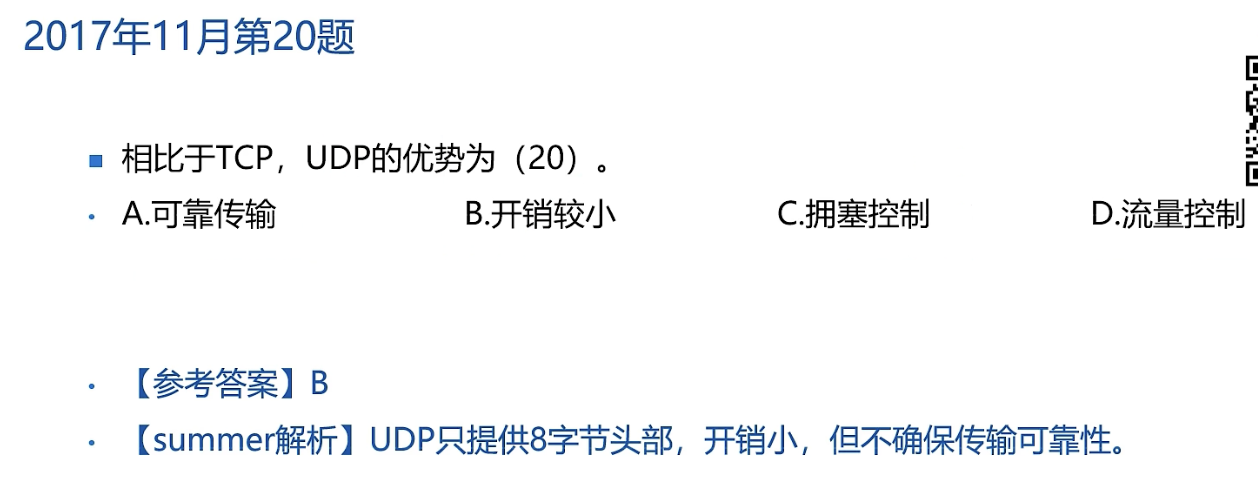 2017年11月第20题
相比于TCP，UDP的优势为（20）。
A.可靠传输 B.开销较小 C.拥塞控制 D.流量控制
【参考答案】B
【summer解析】UDP只提供8字节头部，开销小，但不确保传输可靠性。